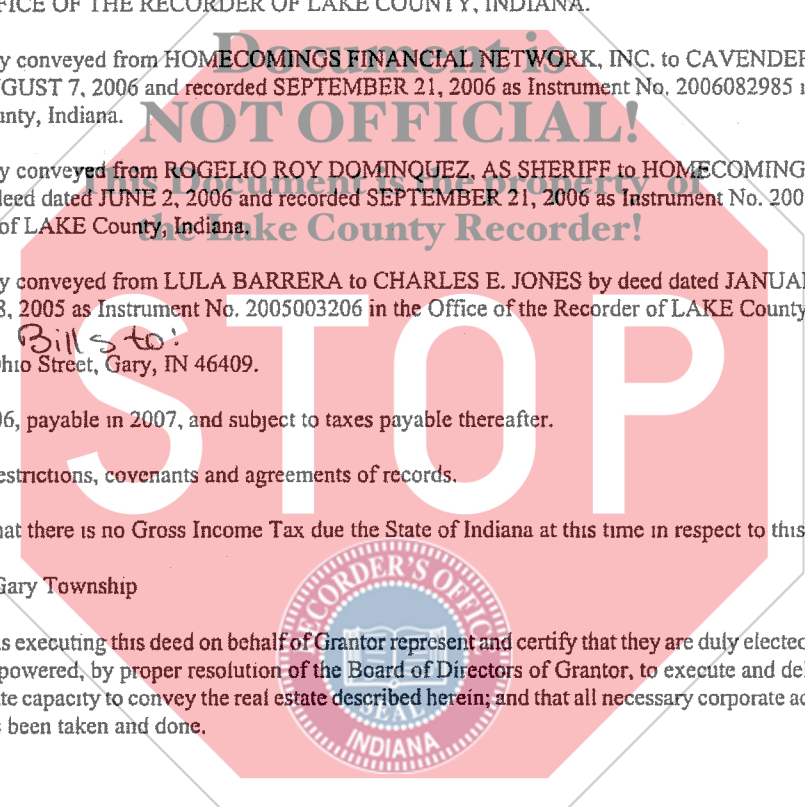 FICE OF THE RECORDER OF LAKE COUNTY, INDIANA.
Document is
y conveyed from HOMECOMINGS FINANCIAL NETWORK, INC. to CAVENDER
GUST 7, 2006 and recorded SEPTEMBER 21, 2006 as Instrument No. 2006082985
unty, Indiana.
NOT OFFICIAL!
y conveyed from ROGELIO ROY DOMINQUEZ, AS SHERIFF to HOMECOMING
This Document is the property of
deed dated JUNE 2, 2006 and recorded SEPTEMBER 21, 2006 as Instrument No. 200
of LAKE County, Indiana.
the Lake County Recorder!
y conveyed from LULA BARRERA to CHARLES E. JONES by deed dated JANUA
8, 2005 as Instrument No. 2005003206 in the Office of the Recorder of LAKE County
Bills to:
Ohio Street, Gary, IN 46409.
STOP
06, payable in 2007, and subject to taxes payable thereafter.
estrictions, covenants and agreements of records.
hat there is no Gross Income Tax due the State of Indiana at this time in respect to this
Gary Township
RECORDER'S OFFICE
s executing this deed on behalf of Grantor represent and certify that they are duly elected
powered, by proper resolution of the Board of Directors of Grantor, to execute and de
te capacity to convey the real estate described herein; and that all necessary corporate ac
s been taken and done.
SEAL
INDIANA